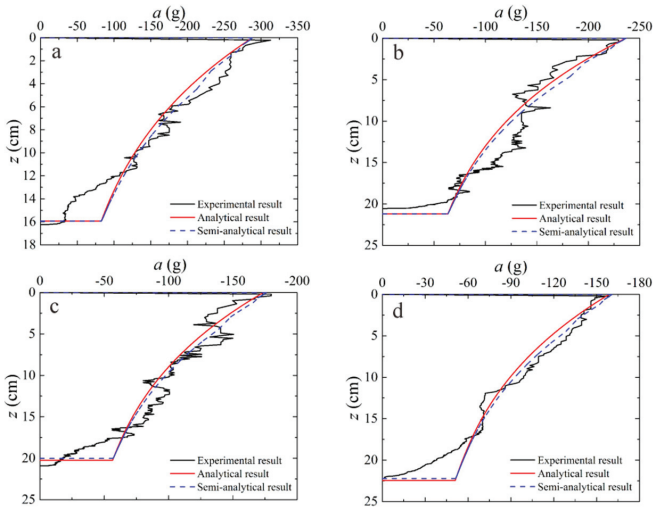 a (g)
0 -50 -100 -150 -200 -250 -300 -350
a
z (cm)
0
2
4
6
8
10
12
14
16
18
Experimental result
Analytical result
Semi-analytical result
a (g)
0 -50 -100 -150 -200 -250
b
z (cm)
0
5
10
15
20
25
Experimental result
Analytical result
Semi-analytical result
a (g)
0 -50 -100 -150 -200
c
z (cm)
0
5
10
15
20
25
Experimental result
Analytical result
Semi-analytical result
a (g)
0 -30 -60 -90 -120 -150 -180
d
z (cm)
0
5
10
15
20
25
Experimental result
Analytical result
Semi-analytical result